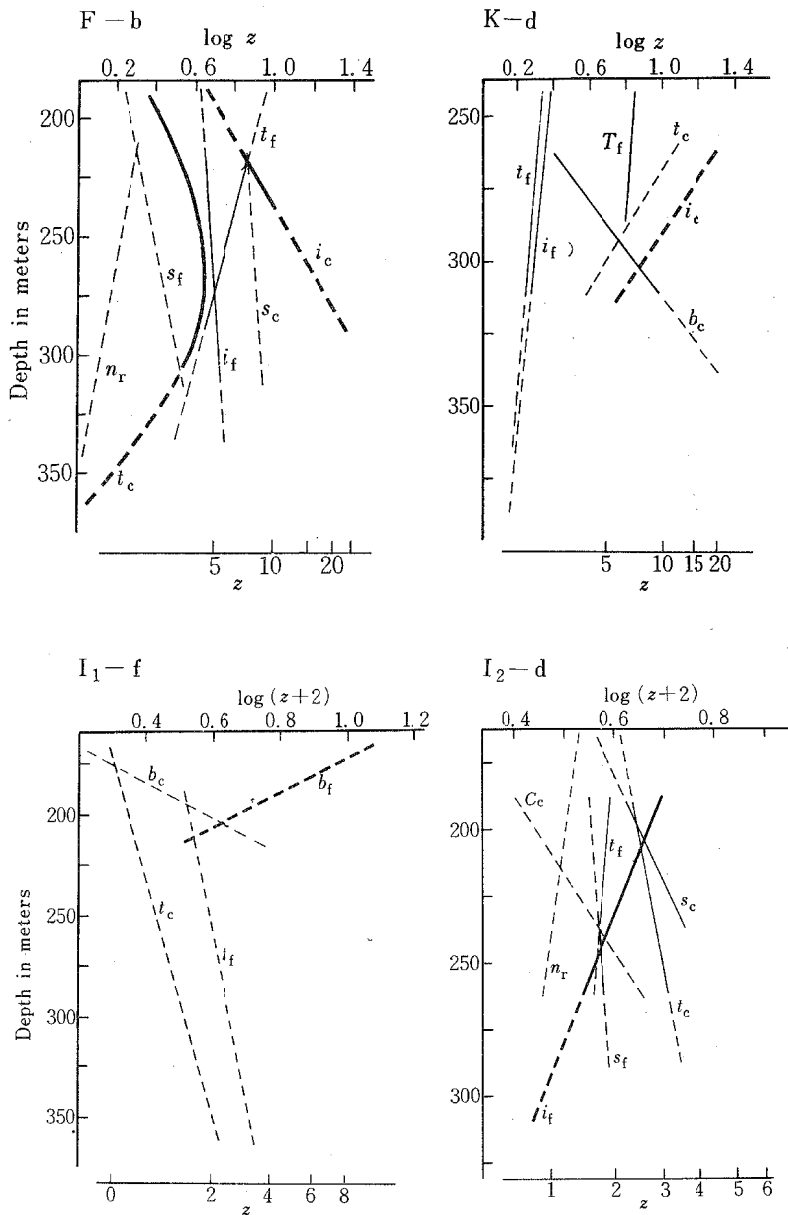 F－b
log z
0.2 0.6 1.0 1.4
200
250
300
350
Depth in meters
t_f
i_c
s_f
s_c
i_f
n_r
t_c
5 10 20
z
K－d
log z
0.2 0.6 1.0 1.4
250
300
350
T_f
t_c
t_f
i_c
i_f )
b_c
5 10 15 20
z
I₁－f
log (z+2)
0.4 0.6 0.8 1.0 1.2
200
250
300
350
Depth in meters
b_c
b_f
t_c
0 2 4 6 8
z
I₂－d
log (z+2)
0.4 0.6 0.8
200
250
300
C_c
t_f
s_c
n_r
t_c
s_f
i_f
1 2 3 4 5 6
z